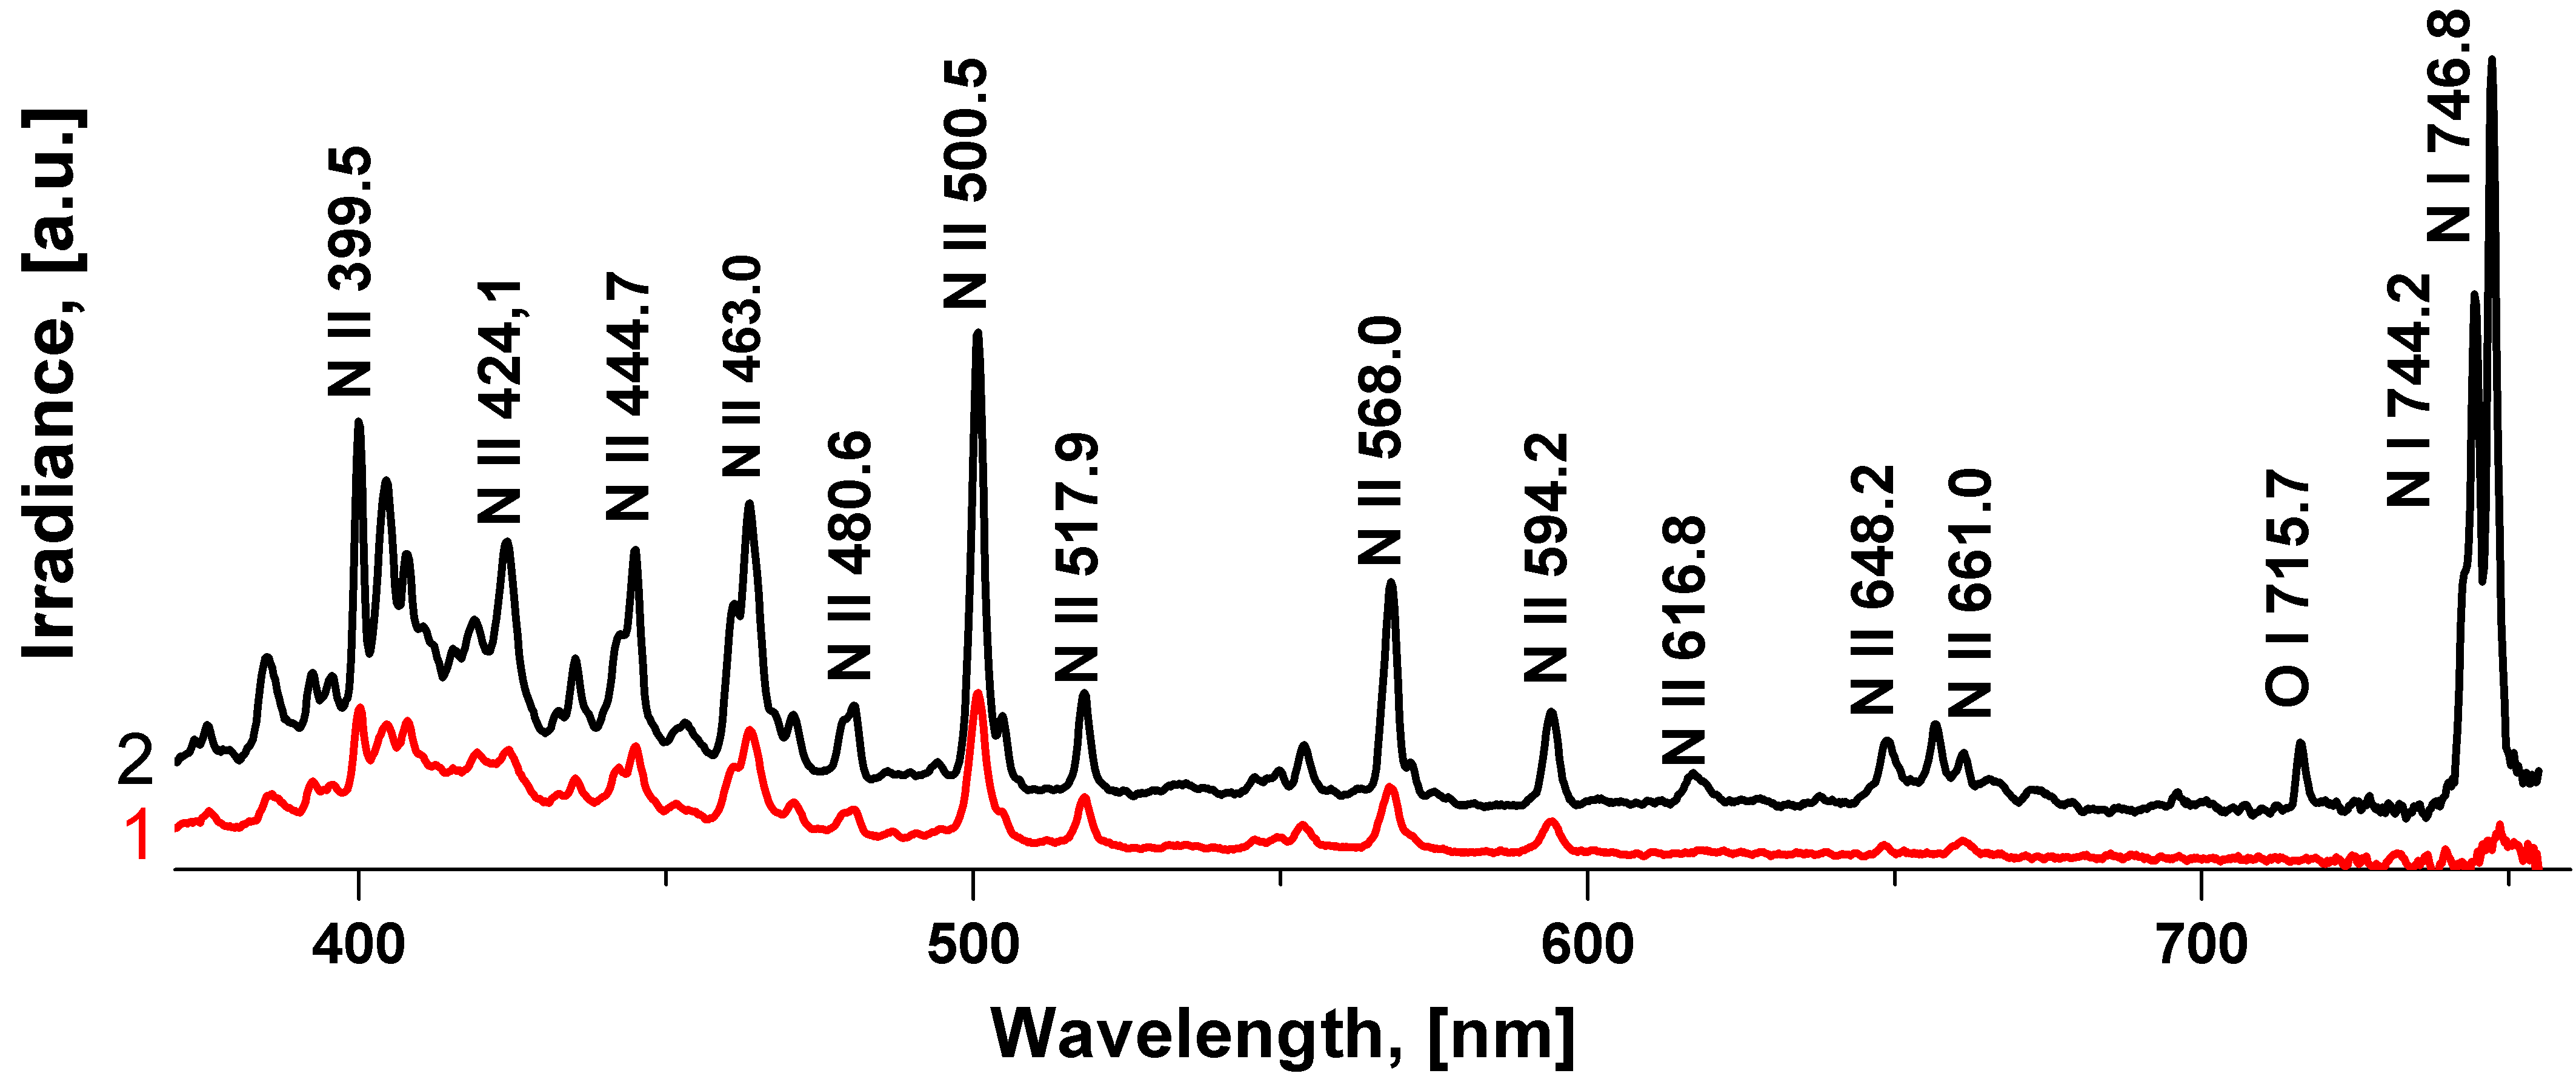 Irradiance, [a.u.]
N II 399.5
N II 424,1
N II 444.7
N II 463.0
N II 480.6
N II 500.5
N II 517.9
N II 568.0
N II 594.2
N II 616.8
N II 648.2
N II 661.0
O I 715.7
N I 744.2
N I 746.8
2
1
400
500
600
700
Wavelength, [nm]